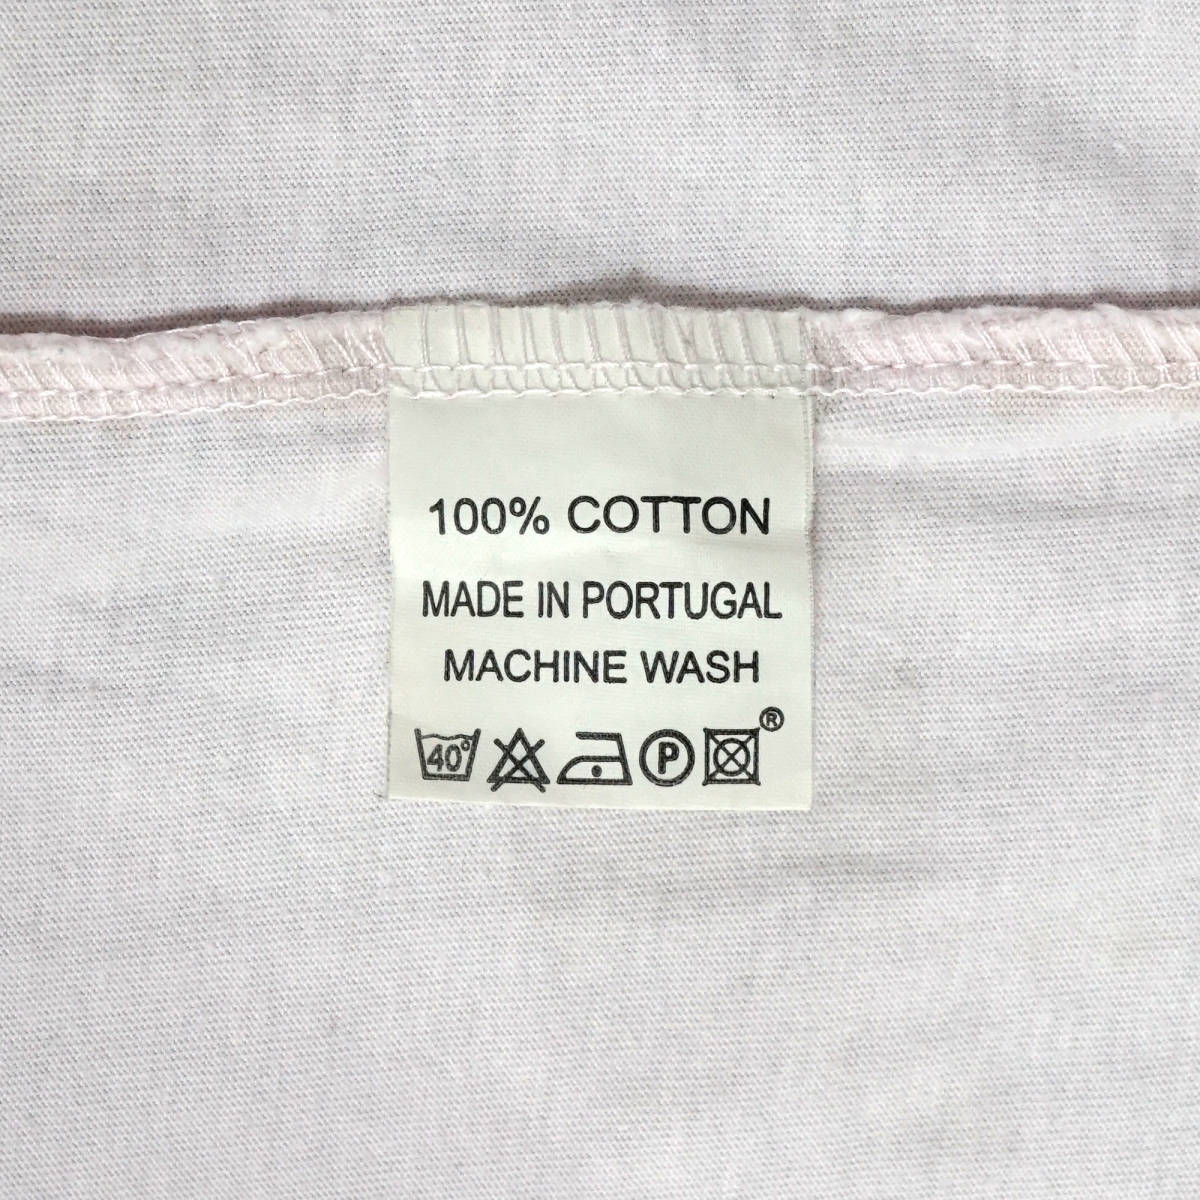 100% COTTON
MADE IN PORTUGAL
MACHINE WASH
40° P ®